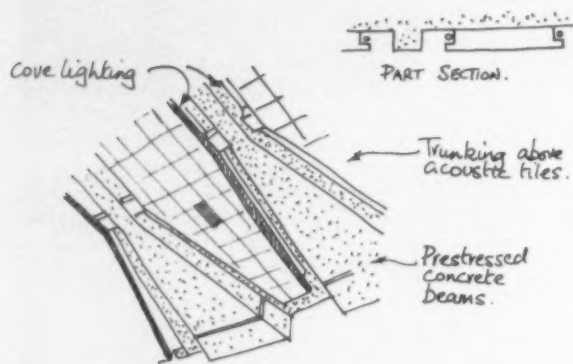 Cove lighting
PART SECTION.
Trunking above
acoustic tiles.
Prestressed
concrete
beams.